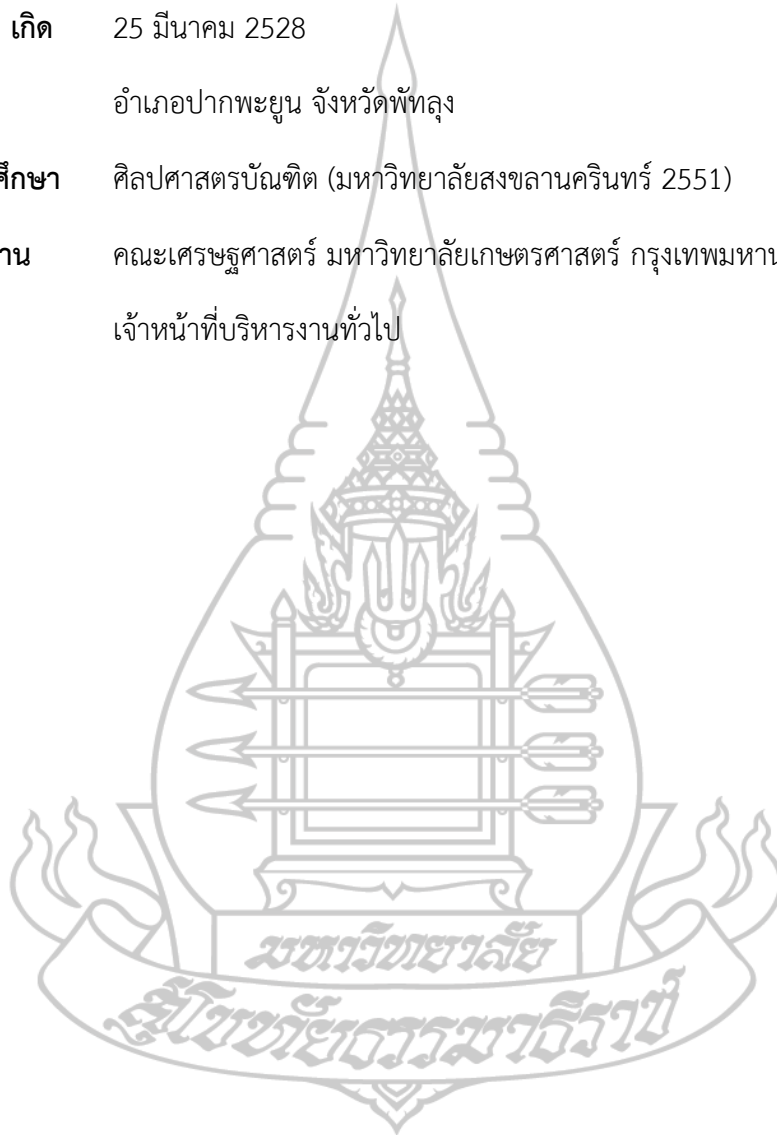 เกิด 25 มีนาคม 2528
อำเภอปากพะยูน จังหวัดพัทลุง
ศึกษา ศิลปศาสตรบัณฑิต (มหาวิทยาลัยสงขลานครินทร์ 2551)
าน คณะเศรษฐศาสตร์ มหาวิทยาลัยเกษตรศาสตร์ กรุงเทพมหาน
เจ้าหน้าที่บริหารงานทั่วไป
มหาวิทยาลัย
สุโขทัยธรรมาธิราช